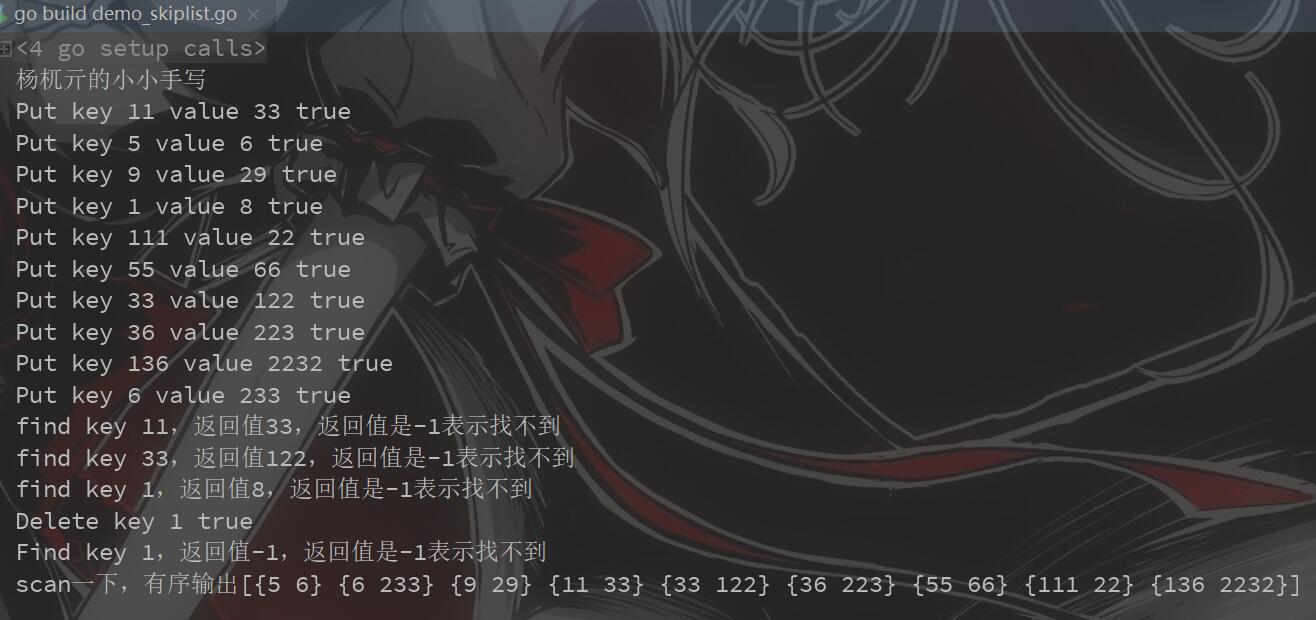 go build demo_skiplist.go ×
<4 go setup calls>
杨枛亓的小小手写
Put key 11 value 33 true
Put key 5 value 6 true
Put key 9 value 29 true
Put key 1 value 8 true
Put key 111 value 22 true
Put key 55 value 66 true
Put key 33 value 122 true
Put key 36 value 223 true
Put key 136 value 2232 true
Put key 6 value 233 true
find key 11，返回值33，返回值是-1表示找不到
find key 33，返回值122，返回值是-1表示找不到
find key 1，返回值8，返回值是-1表示找不到
Delete key 1 true
Find key 1，返回值-1，返回值是-1表示找不到
scan一下，有序输出[{5 6} {6 233} {9 29} {11 33} {33 122} {36 223} {55 66} {111 22} {136 2232}]